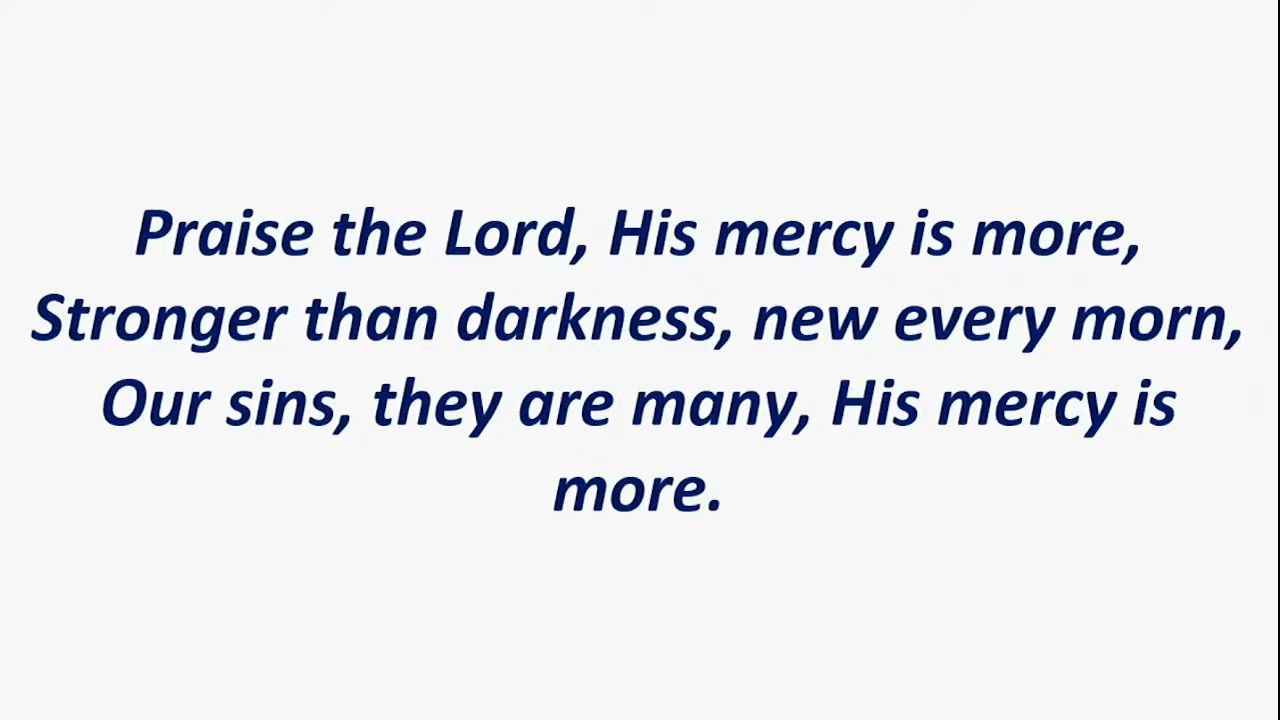 Praise the Lord, His mercy is more,
Stronger than darkness, new every morn,
Our sins, they are many, His mercy is
more.